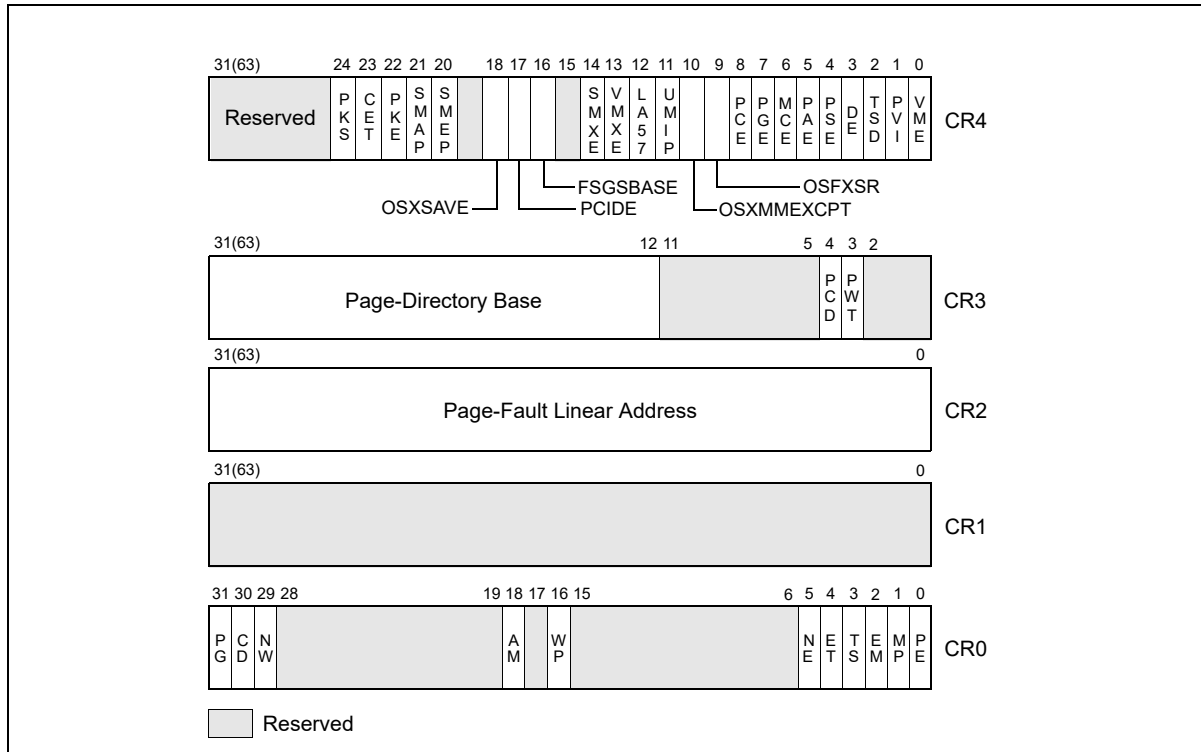 31(63) 24 23 22 21 20 18 17 16 15 14 13 12 11 10 9 8 7 6 5 4 3 2 1 0
Reserved PKS CET PKE SMAP SMEP SMXE VMXE LA57 UMIP PCE PGE MCE PAE PSE DE TSD PVI VME CR4
FSGSBASE OSFXSR
OSXSAVE PCIDE OSXMMEXCPT
31(63) 12 11 5 4 3 2
Page-Directory Base PCD PWT CR3
31(63) 0
Page-Fault Linear Address CR2
31(63) 0
CR1
31 30 29 28 19 18 17 16 15 6 5 4 3 2 1 0
PG CD NW AM WP NE ET TS EM MP PE CR0
Reserved